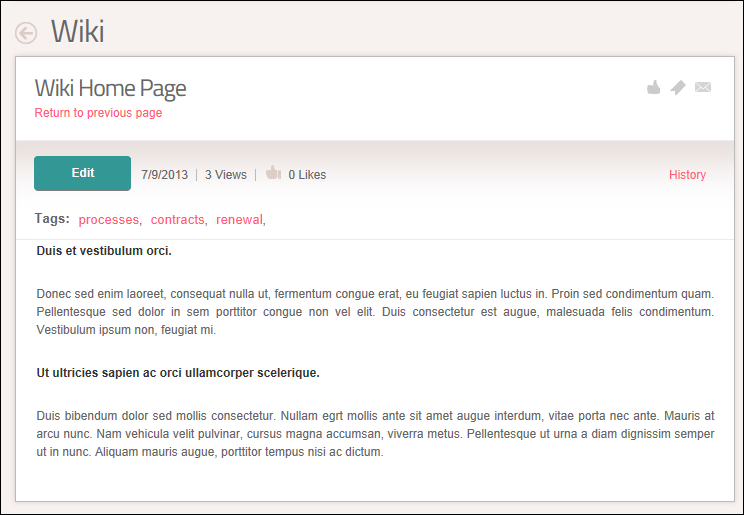 Wiki
Wiki Home Page
Return to previous page
Edit 7/9/2013 | 3 Views | 0 Likes History
Tags: processes, contracts, renewal,
Duis et vestibulum orci.
Donec sed enim laoreet, consequat nulla ut, fermentum congue erat, eu feugiat sapien luctus in. Proin sed condimentum quam.
Pellentesque sed dolor in sem porttitor congue non vel elit. Duis consectetur est augue, malesuada felis condimentum.
Vestibulum ipsum non, feugiat mi.
Ut ultricies sapien ac orci ullamcorper scelerique.
Duis bibendum dolor sed mollis consectetur. Nullam egrt mollis ante sit amet augue interdum, vitae porta nec ante. Mauris at
arcu nunc. Nam vehicula velit pulvinar, cursus magna accumsan, viverra metus. Pellentesque ut urna a diam dignissim semper
ut in nunc. Aliquam mauris augue, porttitor tempus nisi ac dictum.